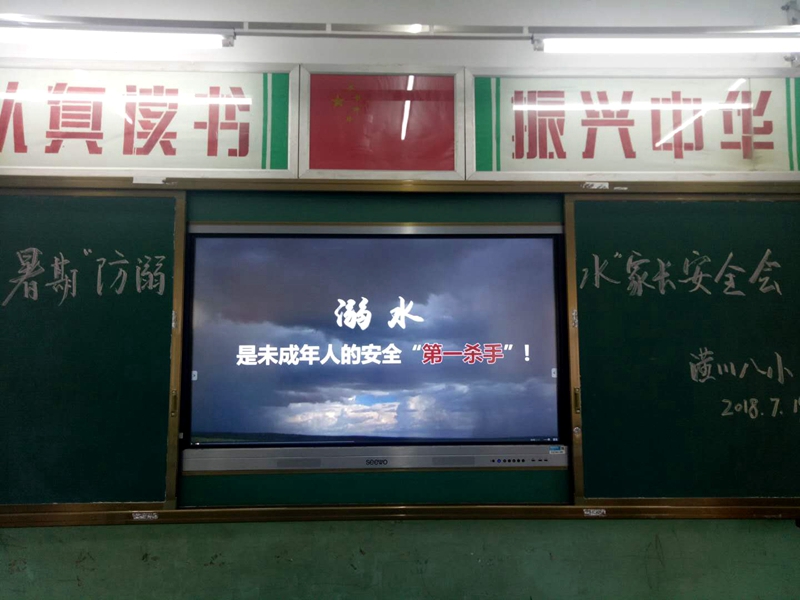 认真读书
振兴中华
暑期“防溺
水”家长安全会
潢川八小
2018.7.1
溺水
是未成年人的安全“第一杀手”！
seewo